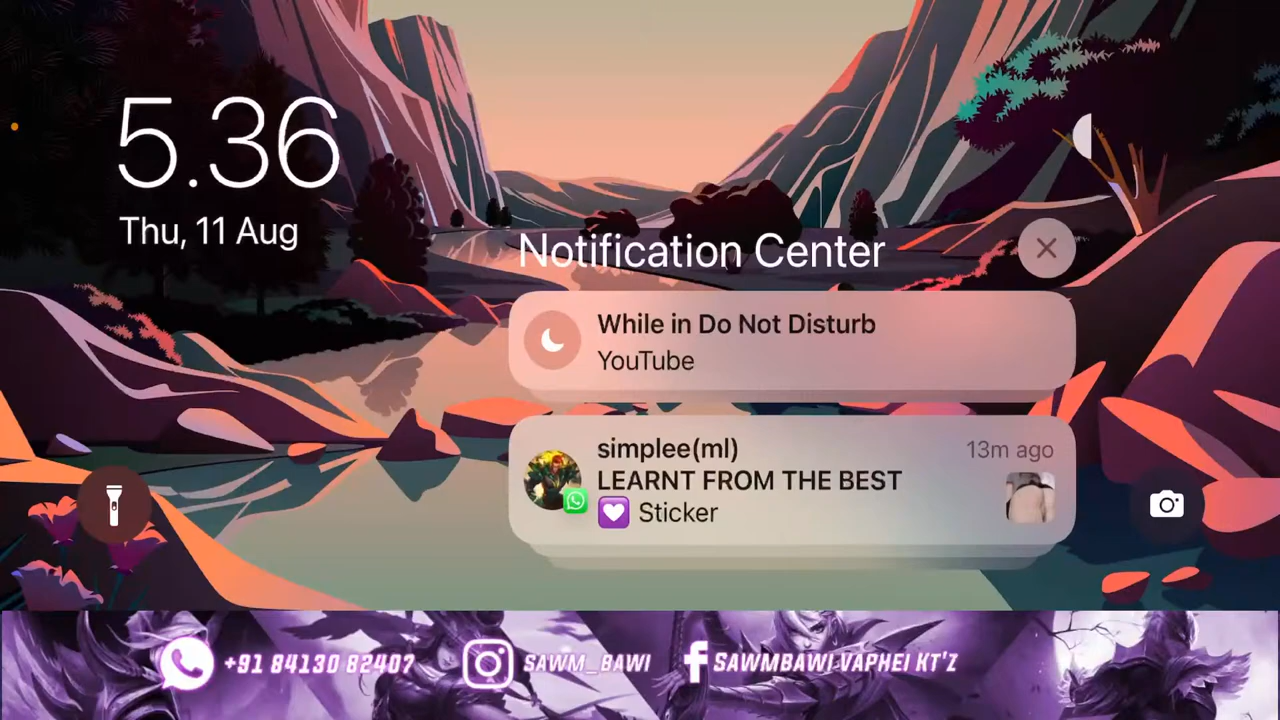 5.36
Thu, 11 Aug
Notification Center
While in Do Not Disturb
YouTube
simplee(ml)
13m ago
LEARNT FROM THE BEST
💜 Sticker
+91 84130 82407
SAWM_BAWI
SAWMBAWI VAPHEI KT'Z